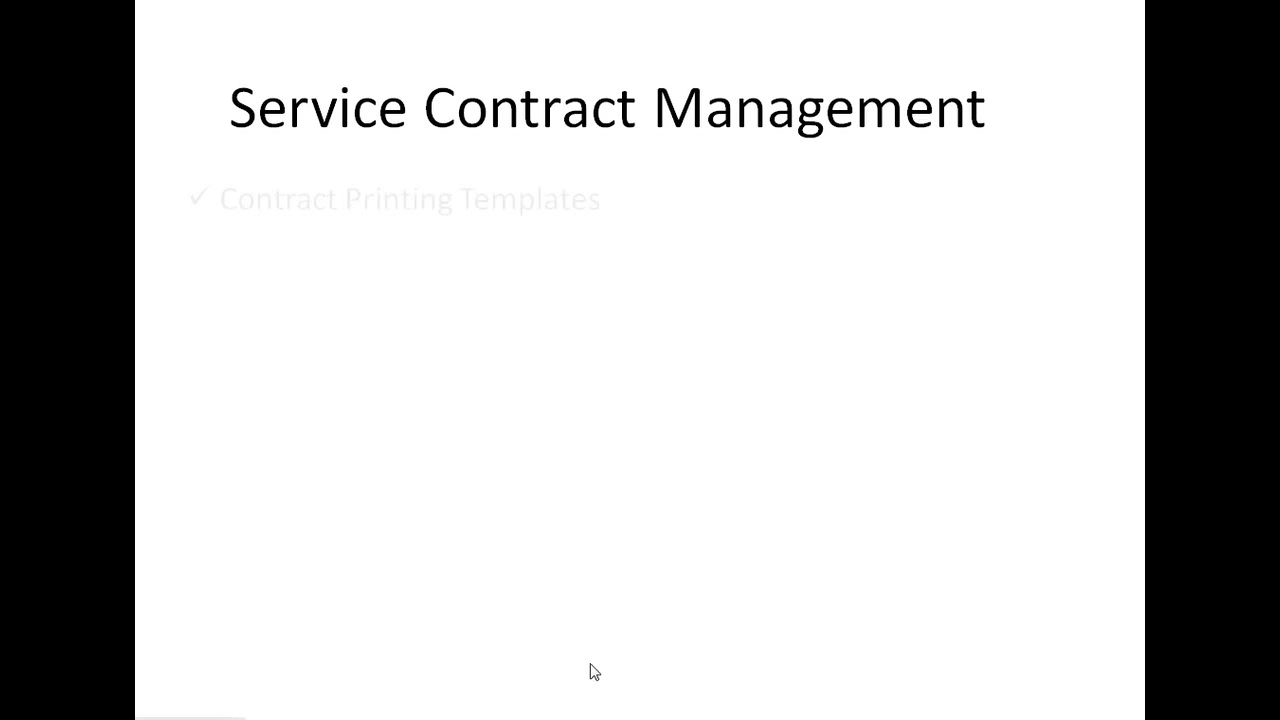 Service Contract Management
✓ Contract Printing Templates